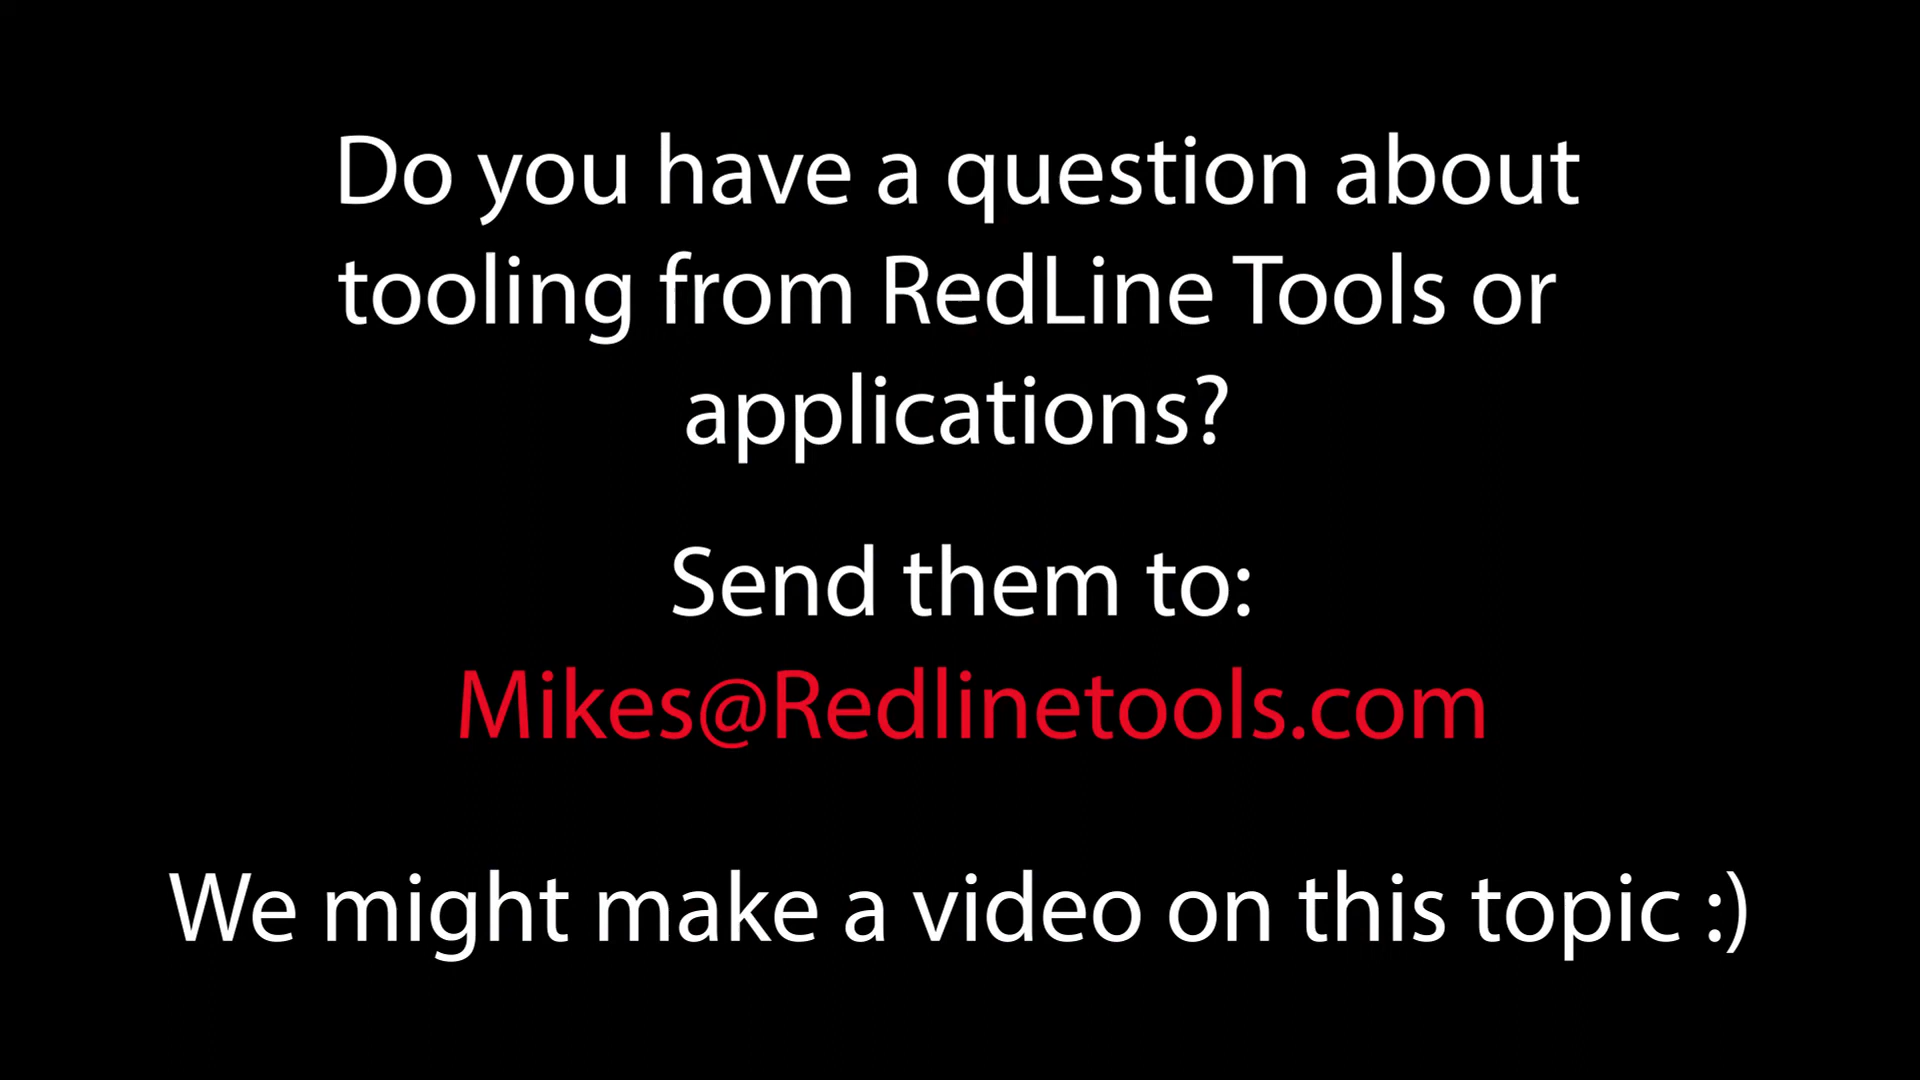 Do you have a question about
tooling from RedLine Tools or
applications?
Send them to:
Mikes@Redlinetools.com
We might make a video on this topic :)